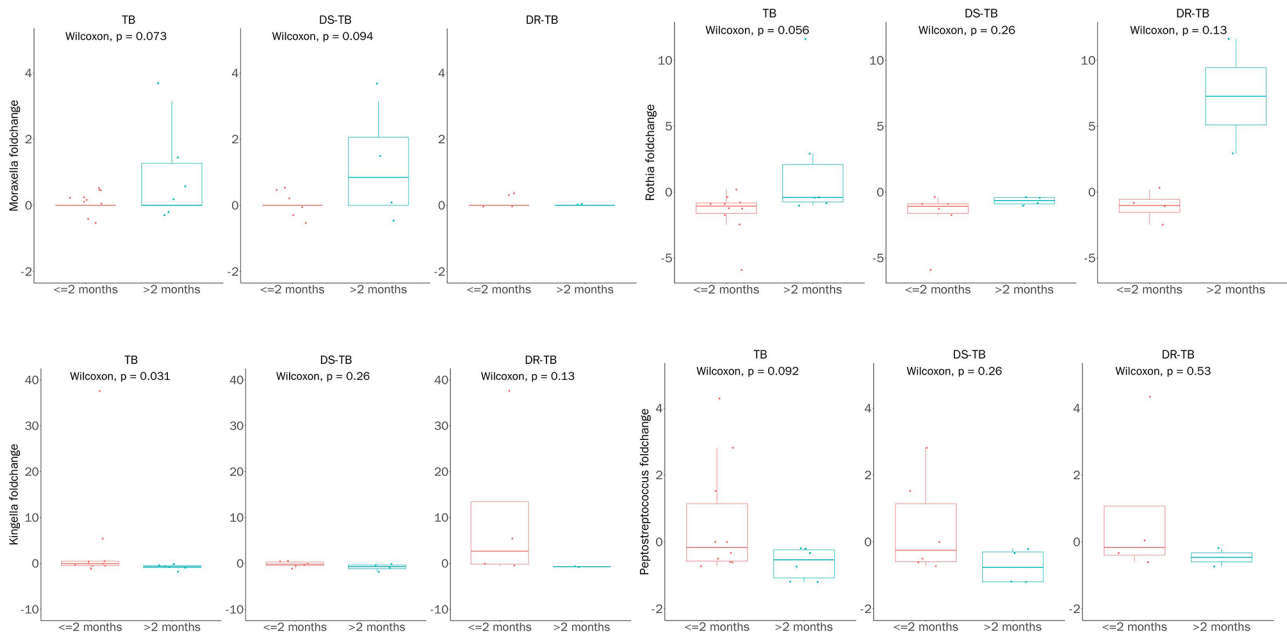 TB DS-TB DR-TB
Wilcoxon, p = 0.073 Wilcoxon, p = 0.094
Moraxella foldchange
4 4 4
2 2 2
0 0 0
-2 -2 -2
<=2 months >2 months <=2 months >2 months <=2 months >2 months
TB DS-TB DR-TB
Wilcoxon, p = 0.056 Wilcoxon, p = 0.26 Wilcoxon, p = 0.13
Rothia foldchange
10 10 10
5 5 5
0 0 0
-5 -5 -5
<=2 months >2 months <=2 months >2 months <=2 months >2 months
TB DS-TB DR-TB
Wilcoxon, p = 0.031 Wilcoxon, p = 0.26 Wilcoxon, p = 0.13
Kingella foldchange
40 40 40
30 30 30
20 20 20
10 10 10
0 0 0
-10 -10 -10
<=2 months >2 months <=2 months >2 months <=2 months >2 months
TB DS-TB DR-TB
Wilcoxon, p = 0.092 Wilcoxon, p = 0.26 Wilcoxon, p = 0.53
Peptostreptococcus foldchange
4 4 4
2 2 2
0 0 0
-2 -2 -2
<=2 months >2 months <=2 months >2 months <=2 months >2 months